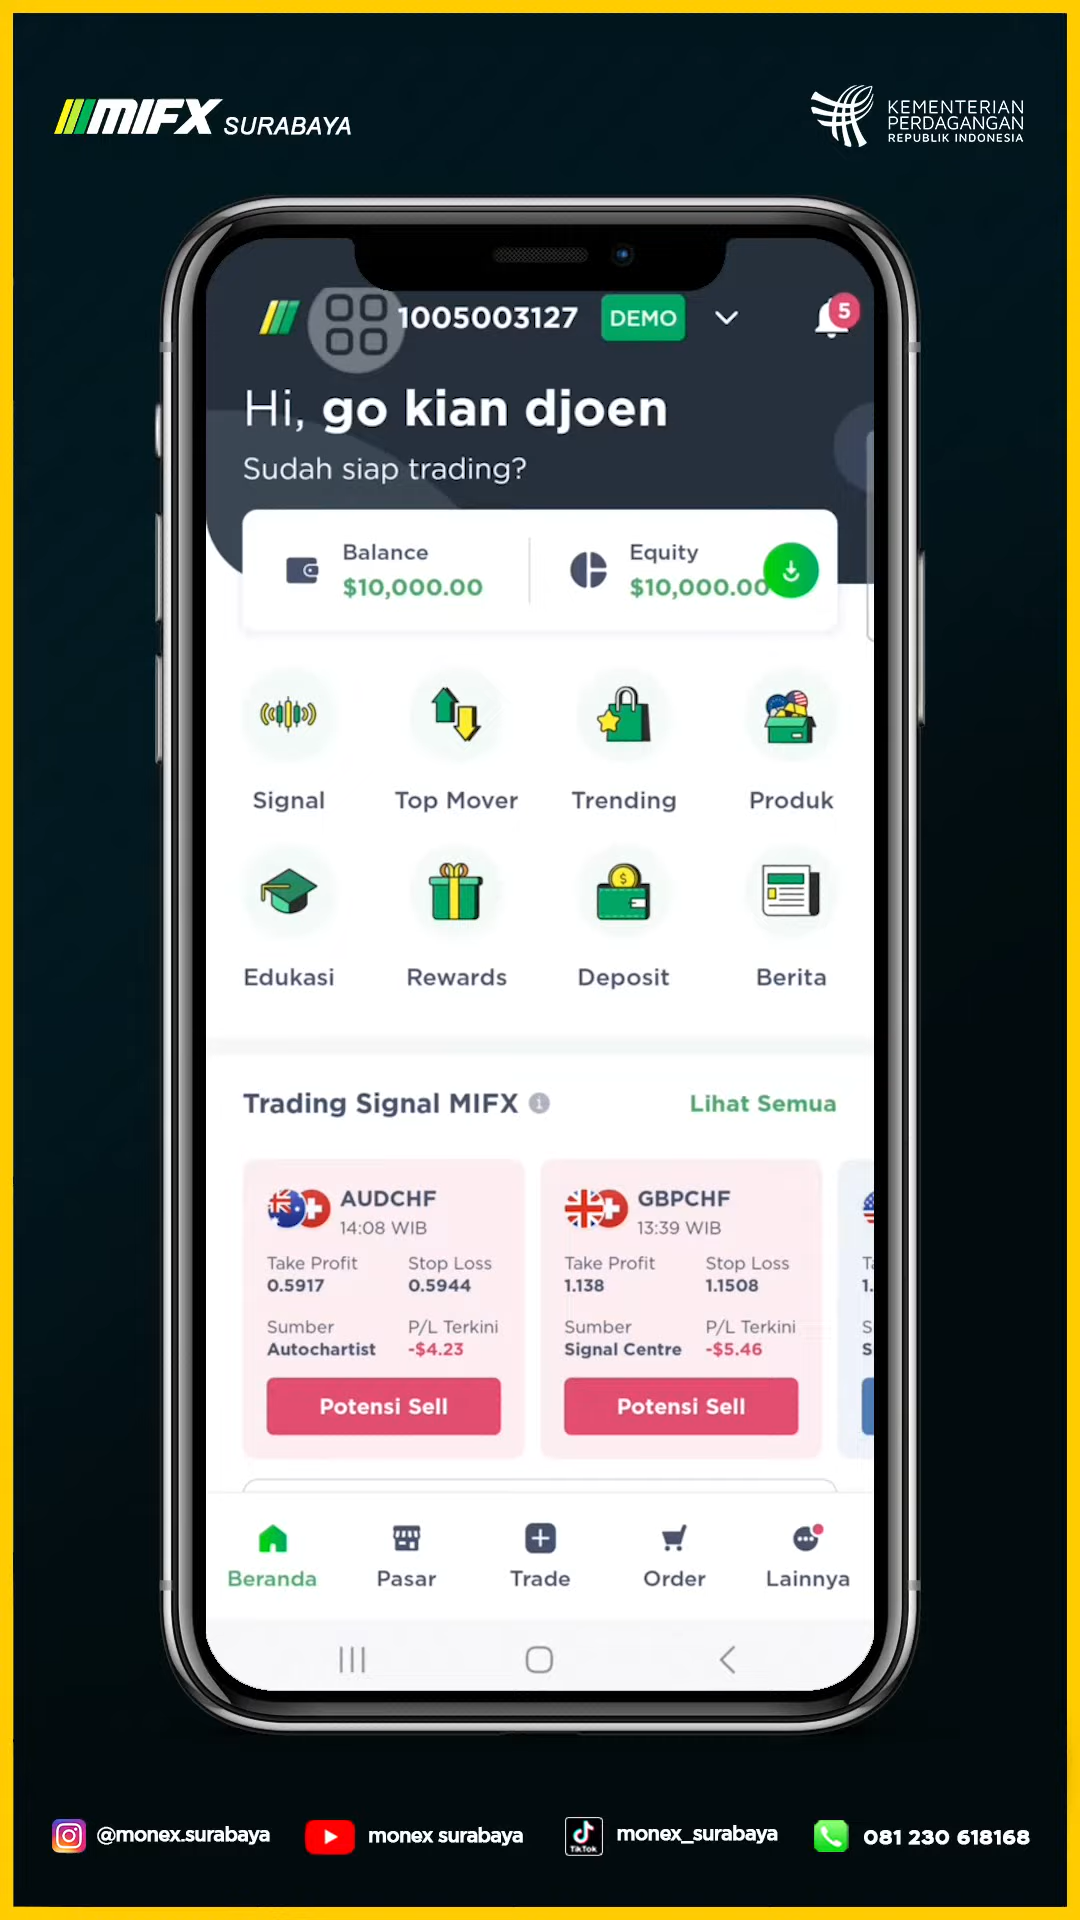 MIFX SURABAYA
KEMENTERIAN
PERDAGANGAN
REPUBLIK INDONESIA
1005003127 DEMO
5
Hi, go kian djoen
Sudah siap trading?
Balance
$10,000.00
Equity
$10,000.00
Signal Top Mover Trending Produk
Edukasi Rewards Deposit Berita
Trading Signal MIFX Lihat Semua
AUDCHF
14:08 WIB
Take Profit Stop Loss
0.5917 0.5944
Sumber P/L Terkini
Autochartist -$4.23
Potensi Sell
GBPCHF
13:39 WIB
Take Profit Stop Loss
1.138 1.1508
Sumber P/L Terkini
Signal Centre -$5.46
Potensi Sell
Beranda Pasar Trade Order Lainnya
@monex.surabaya monex surabaya TikTok monex_surabaya 081 230 618168